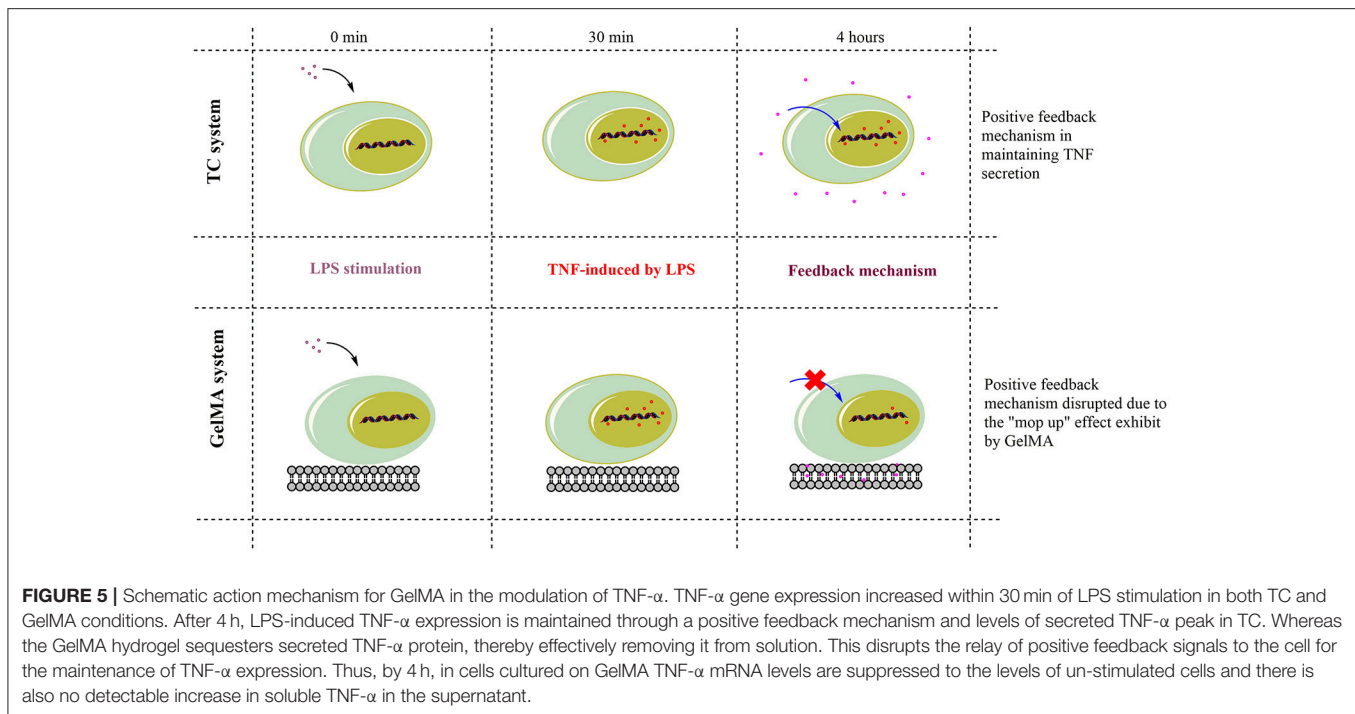 0 min
30 min
4 hours
TC system
Positive feedback
mechanism in
maintaining TNF
secretion
LPS stimulation
TNF-induced by LPS
Feedback mechanism
GelMA system
Positive feedback
mechanism disrupted due to
the "mop up" effect exhibit
by GelMA
FIGURE 5 | Schematic action mechanism for GelMA in the modulation of TNF-α. TNF-α gene expression increased within 30 min of LPS stimulation in both TC and
GelMA conditions. After 4 h, LPS-induced TNF-α expression is maintained through a positive feedback mechanism and levels of secreted TNF-α peak in TC. Whereas
the GelMA hydrogel sequesters secreted TNF-α protein, thereby effectively removing it from solution. This disrupts the relay of positive feedback signals to the cell for
the maintenance of TNF-α expression. Thus, by 4 h, in cells cultured on GelMA TNF-α mRNA levels are suppressed to the levels of un-stimulated cells and there is
also no detectable increase in soluble TNF-α in the supernatant.